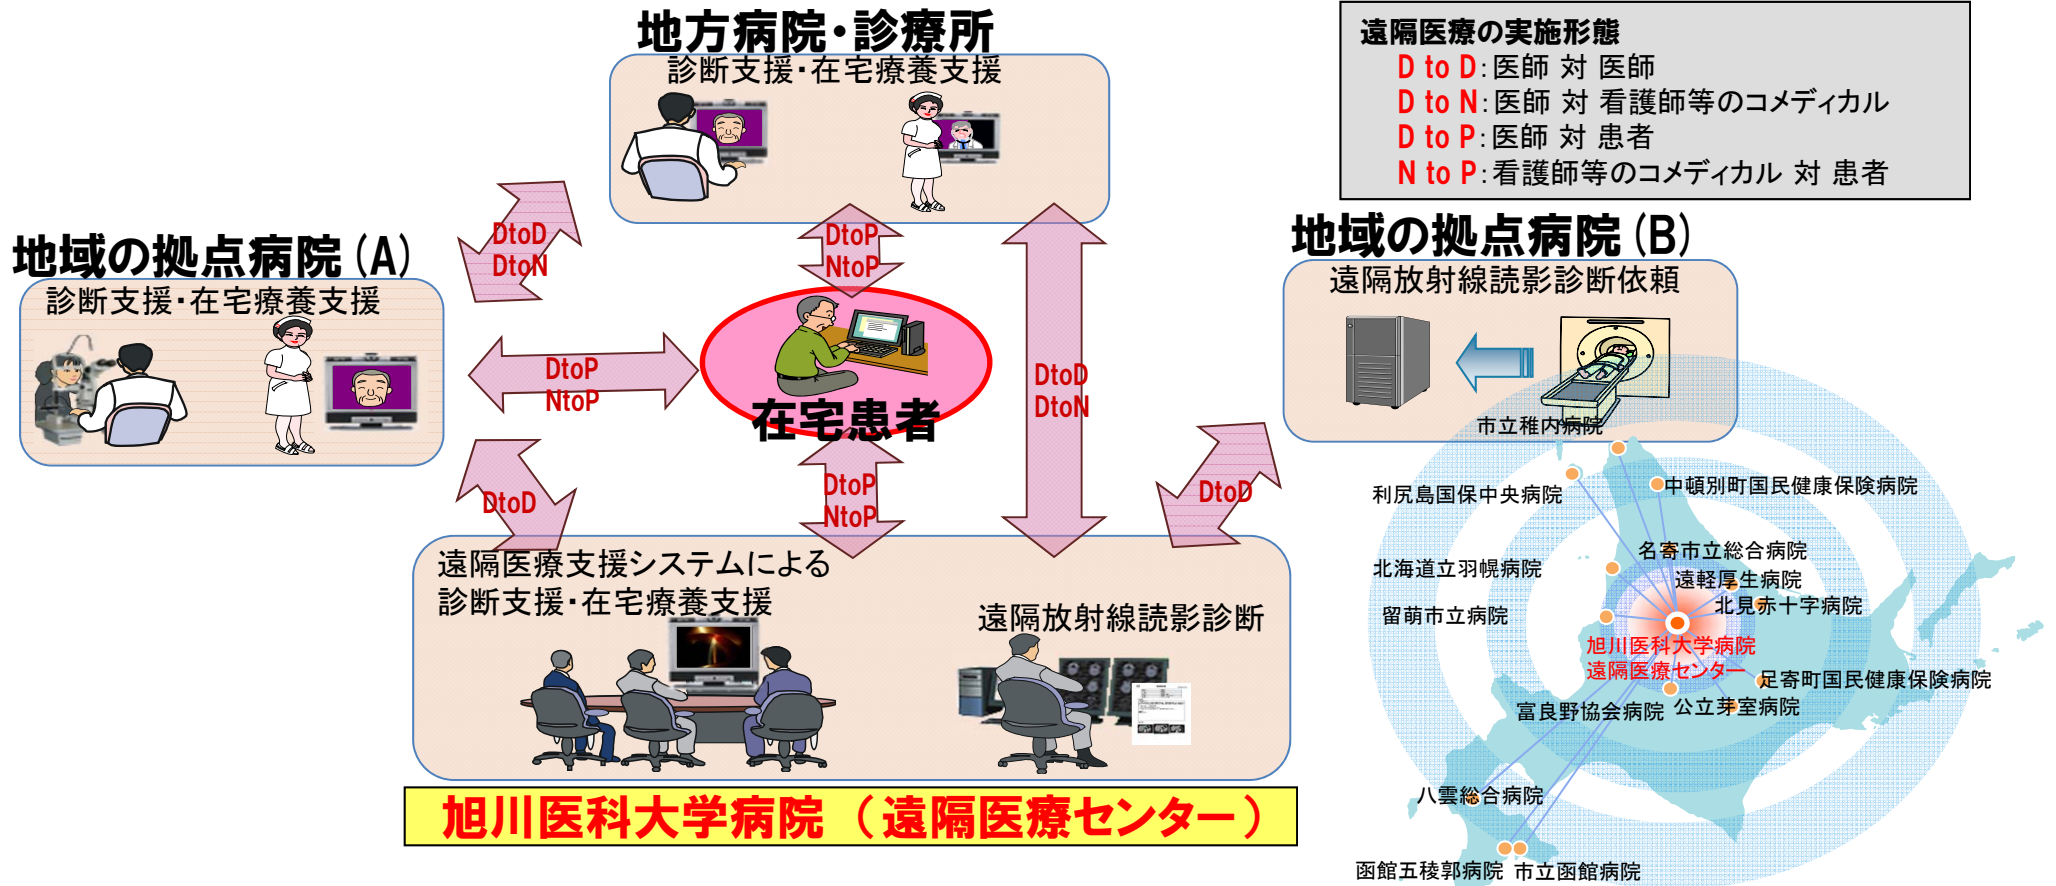 地方病院・診療所
診断支援・在宅療養支援
遠隔医療の実施形態
D to D:医師 対 医師
D to N:医師 対 看護師等のコメディカル
D to P:医師 対 患者
N to P:看護師等のコメディカル 対 患者
地域の拠点病院(A)
診断支援・在宅療養支援
DtoD
DtoN
DtoP
NtoP
地域の拠点病院(B)
遠隔放射線読影診断依頼
DtoP
NtoP
在宅患者
DtoD
DtoN
DtoD
DtoP
NtoP
DtoD
遠隔医療支援システムによる
診断支援・在宅療養支援
遠隔放射線読影診断
旭川医科大学病院 (遠隔医療センター)
市立稚内病院
利尻島国保中央病院
中頓別町国民健康保険病院
名寄市立総合病院
北海道立羽幌病院
遠軽厚生病院
北見赤十字病院
留萌市立病院
旭川医科大学病院
遠隔医療センター
足寄町国民健康保険病院
富良野協会病院
公立芽室病院
八雲総合病院
函館五稜郭病院
市立函館病院